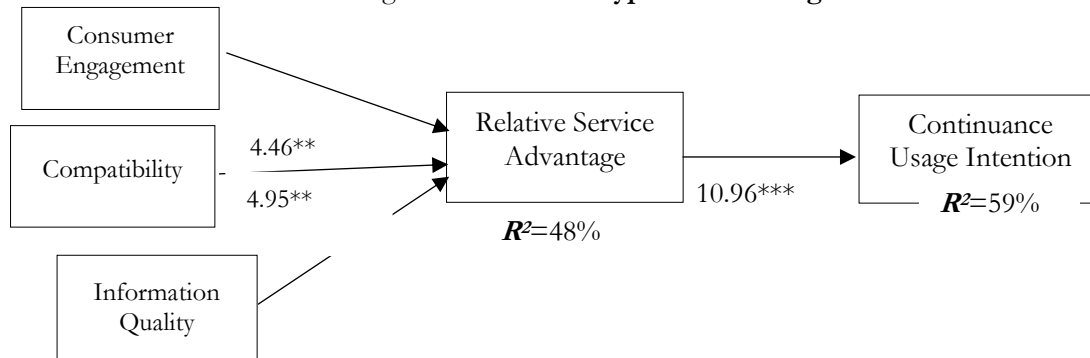 Consumer
Engagement
Compatibility
4.46**
4.95**
Information
Quality
Relative Service
Advantage
R²=48%
10.96***
Continuance
Usage Intention
R²=59%